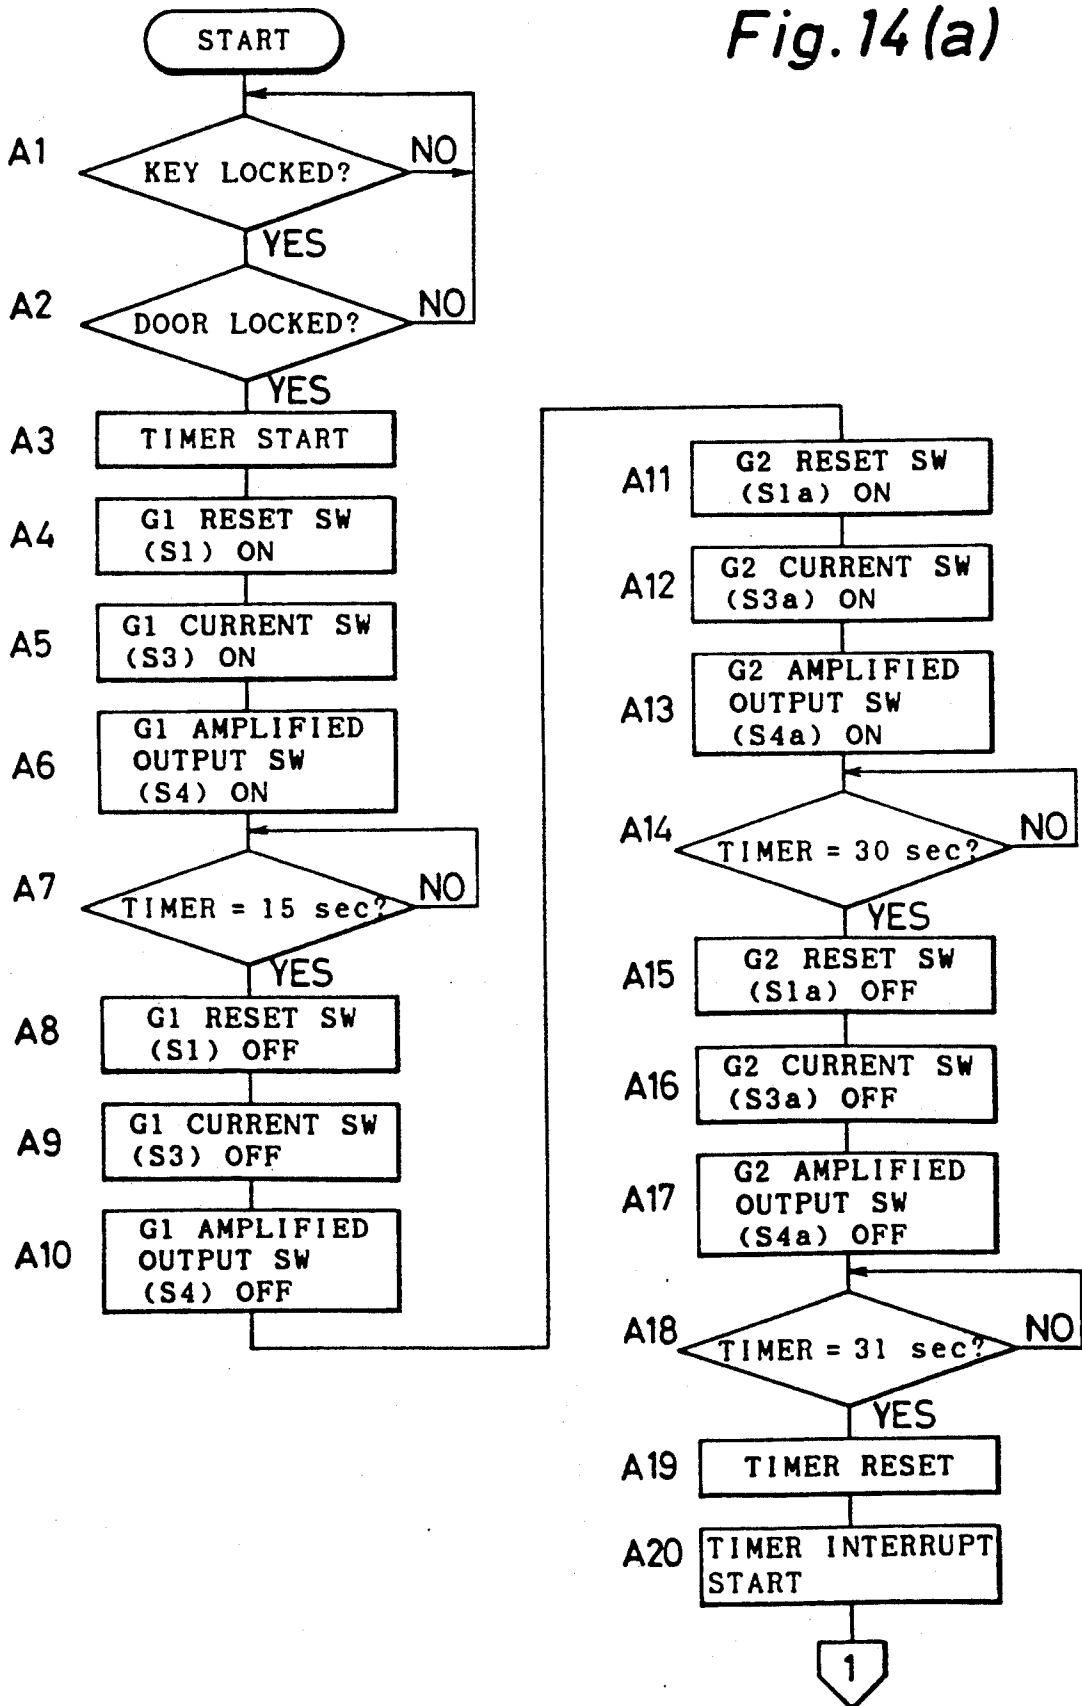 Fig. 14(a)
START
A1
KEY LOCKED?
NO
YES
A2
DOOR LOCKED?
NO
YES
A3
TIMER START
A4
G1 RESET SW
(S1) ON
A5
G1 CURRENT SW
(S3) ON
A6
G1 AMPLIFIED
OUTPUT SW
(S4) ON
A7
TIMER = 15 sec?
NO
YES
A8
G1 RESET SW
(S1) OFF
A9
G1 CURRENT SW
(S3) OFF
A10
G1 AMPLIFIED
OUTPUT SW
(S4) OFF
A11
G2 RESET SW
(S1a) ON
A12
G2 CURRENT SW
(S3a) ON
A13
G2 AMPLIFIED
OUTPUT SW
(S4a) ON
A14
TIMER = 30 sec?
NO
YES
A15
G2 RESET SW
(S1a) OFF
A16
G2 CURRENT SW
(S3a) OFF
A17
G2 AMPLIFIED
OUTPUT SW
(S4a) OFF
A18
TIMER = 31 sec?
NO
YES
A19
TIMER RESET
A20
TIMER INTERRUPT
START
1